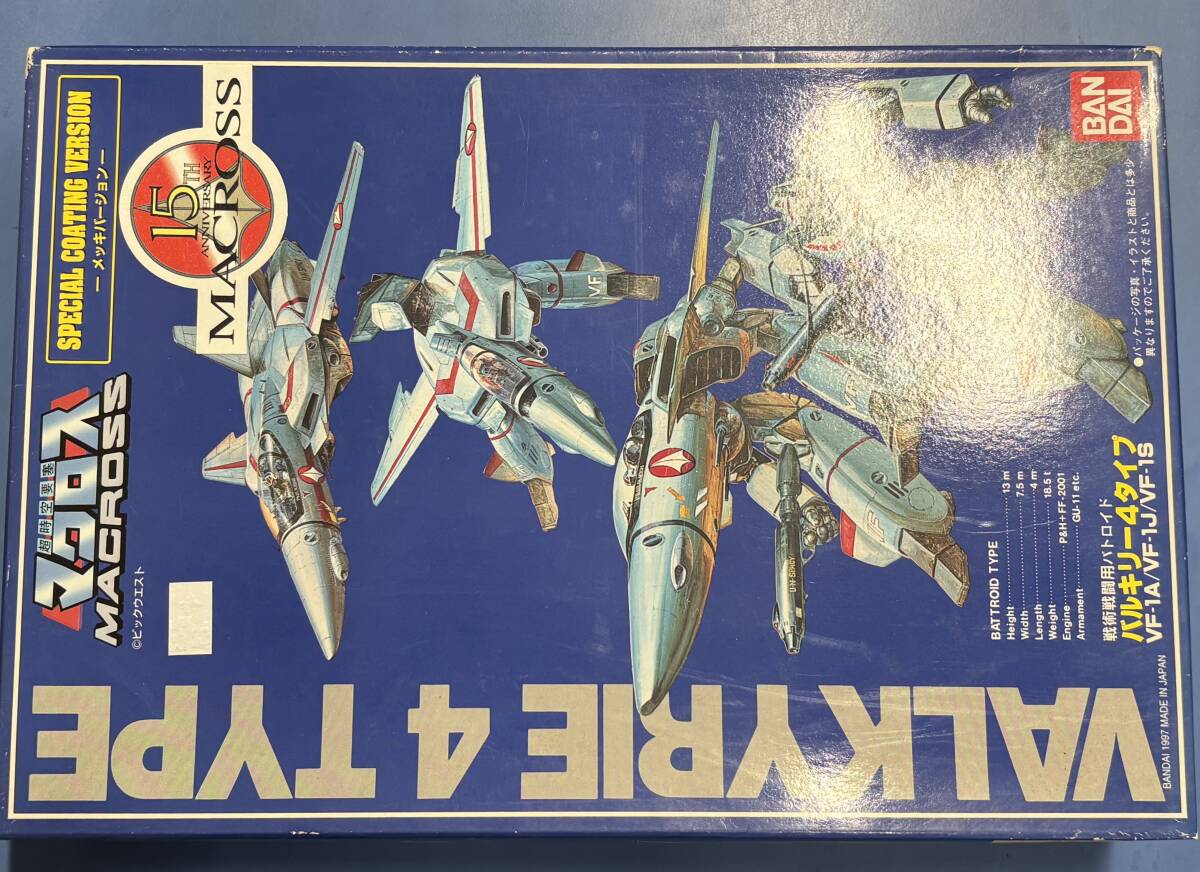 SPECIAL COATING VERSION
―メッキバージョン―
15TH
ANNIVERSARY
MACROSS
超時空要塞
マクロス
MACROSS
©ビックウエスト
VALKYRIE 4 TYPE
BAN
DAI
●パッケージの写真・イラストと商品とは多少
異なりますのでご了承ください。
VF
UN SPACY
BATTROID TYPE
Height 13 m
Width 7.5 m
Length 4 m
Weight 18.5 t
Engine P&H+FF-2001
Armament GU-11 etc.
戦術戦闘用バトロイド
バルキリー4タイプ
VF-1A/VF-1J/VF-1S
BANDAI 1997 MADE IN JAPAN